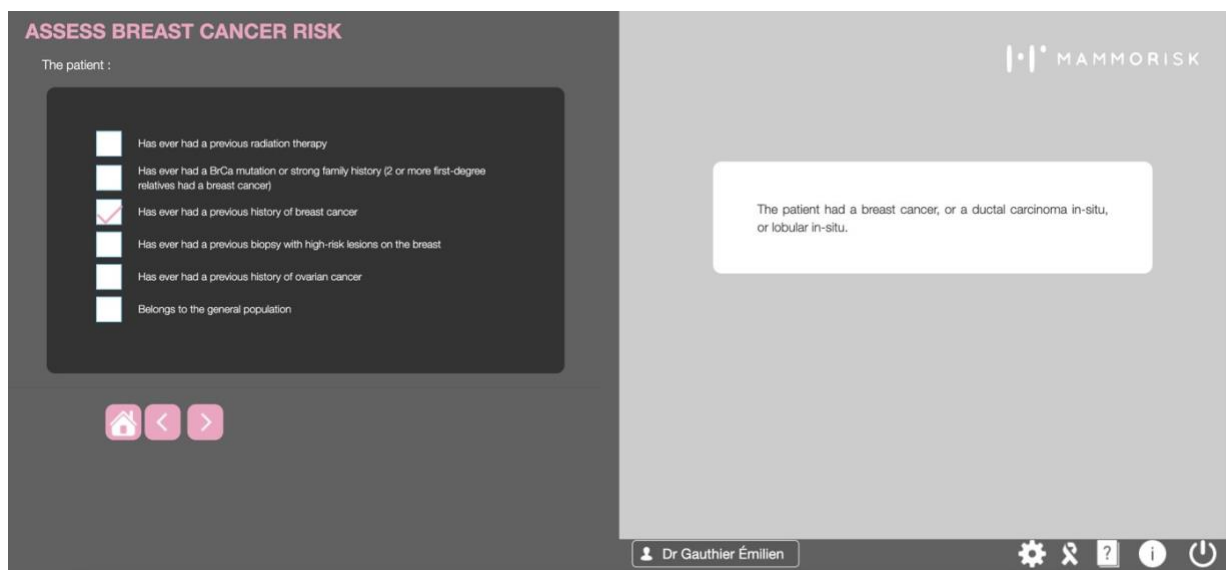 ASSESS BREAST CANCER RISK
The patient :
Has ever had a previous radiation therapy
Has ever had a BrCa mutation or strong family history (2 or more first-degree
relatives had a breast cancer)
Has ever had a previous history of breast cancer
Has ever had a previous biopsy with high-risk lesions on the breast
Has ever had a previous history of ovarian cancer
Belongs to the general population
MAMMORISK
The patient had a breast cancer, or a ductal carcinoma in-situ,
or lobular in-situ.
Dr Gauthier Émilien
?
i